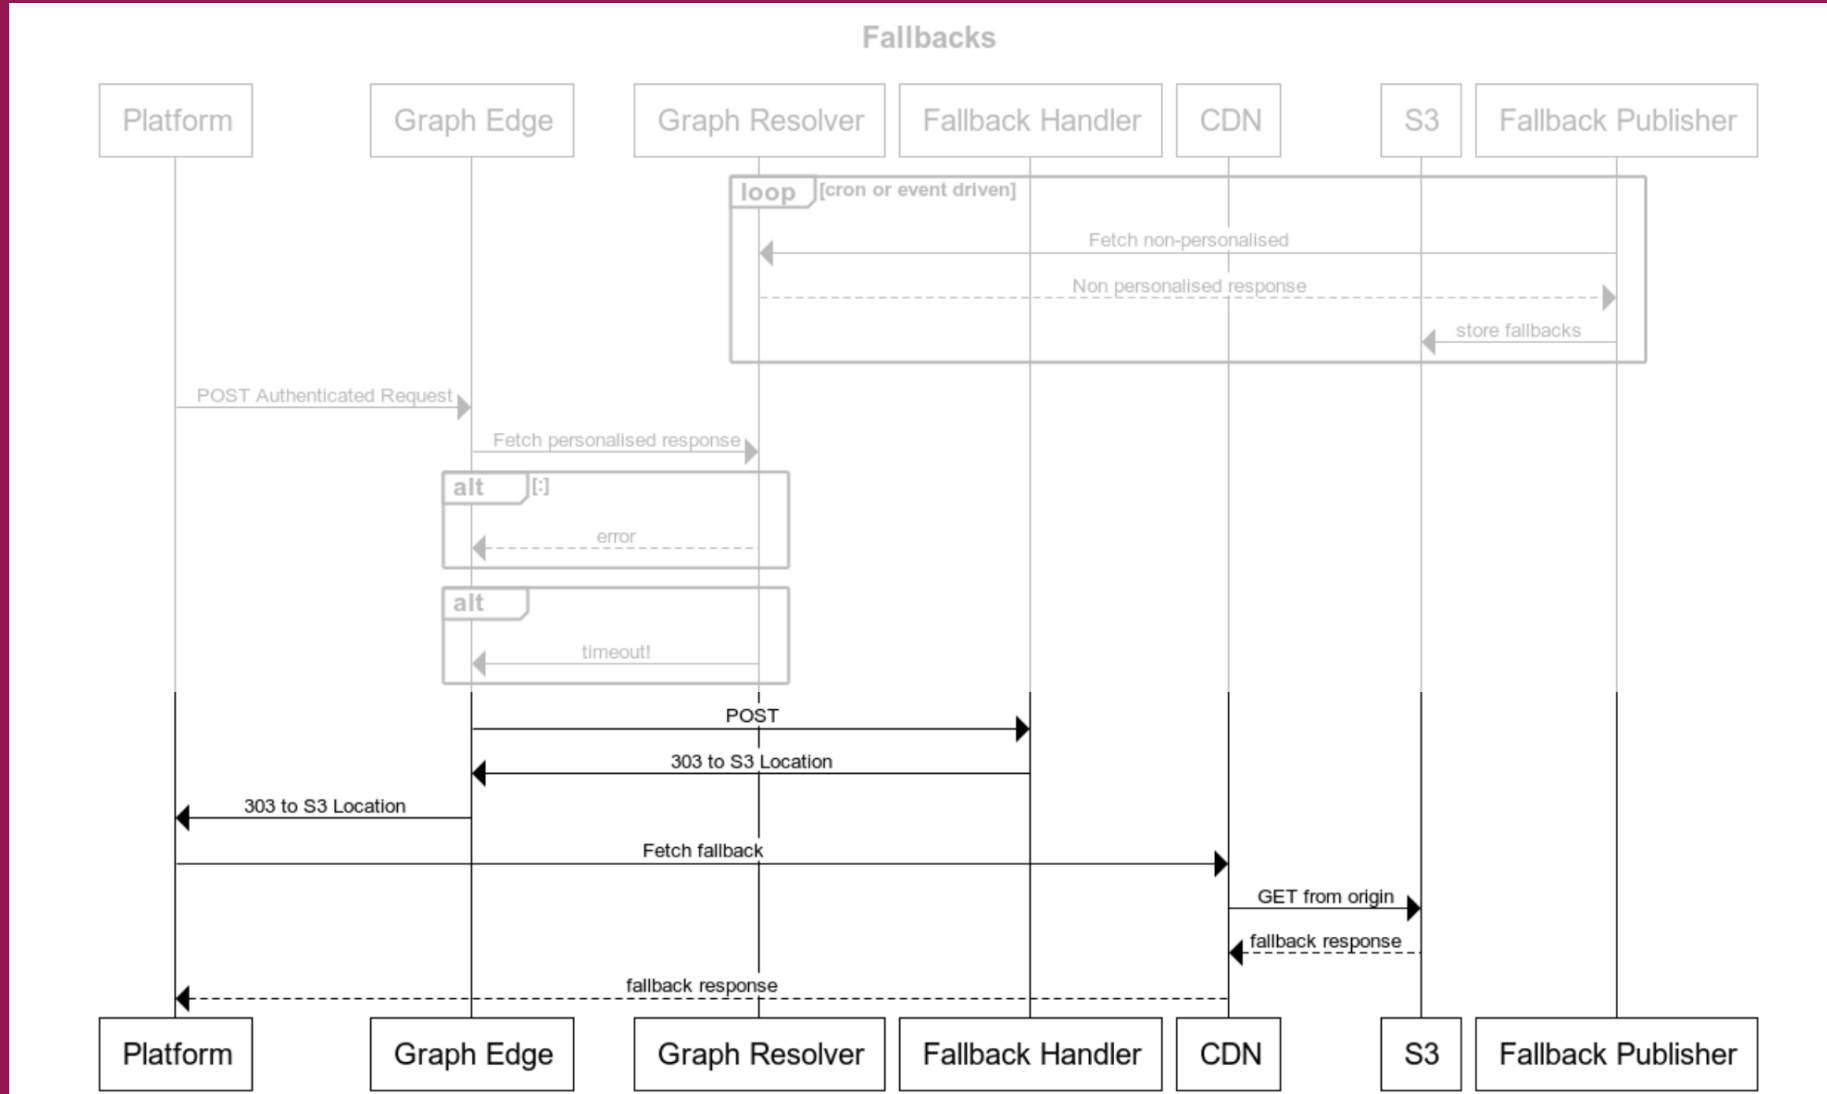 Fallbacks
Platform
Graph Edge
Graph Resolver
Fallback Handler
CDN
S3
Fallback Publisher
loop
[cron or event driven]
Fetch non-personalised
Non personalised response
store fallbacks
POST Authenticated Request
Fetch personalised response
alt
[:]
error
alt
timeout!
POST
303 to S3 Location
303 to S3 Location
Fetch fallback
GET from origin
fallback response
fallback response
Platform
Graph Edge
Graph Resolver
Fallback Handler
CDN
S3
Fallback Publisher